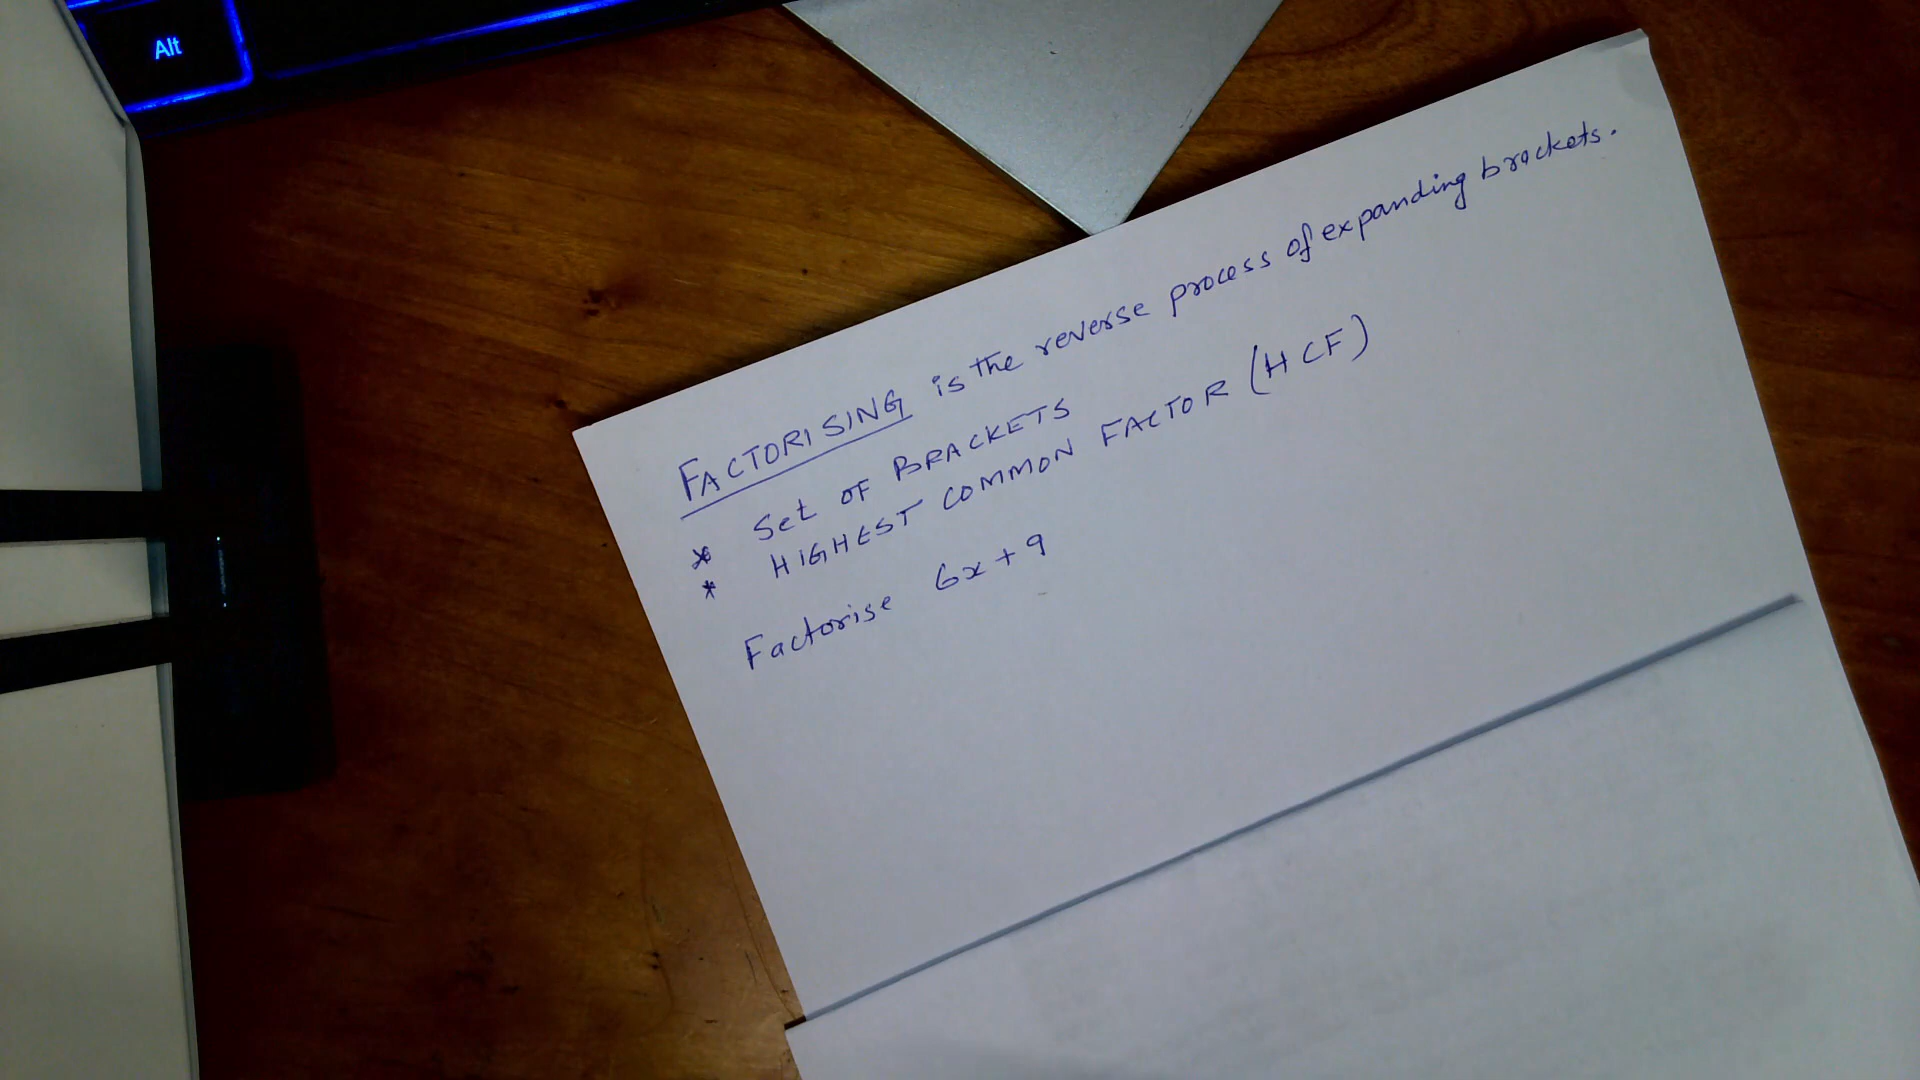 Alt
FACTORISING is the reverse process of expanding brackets.
* Set OF BRACKETS
* HIGHEST COMMON FACTOR (HCF)
Factorise 6x + 9